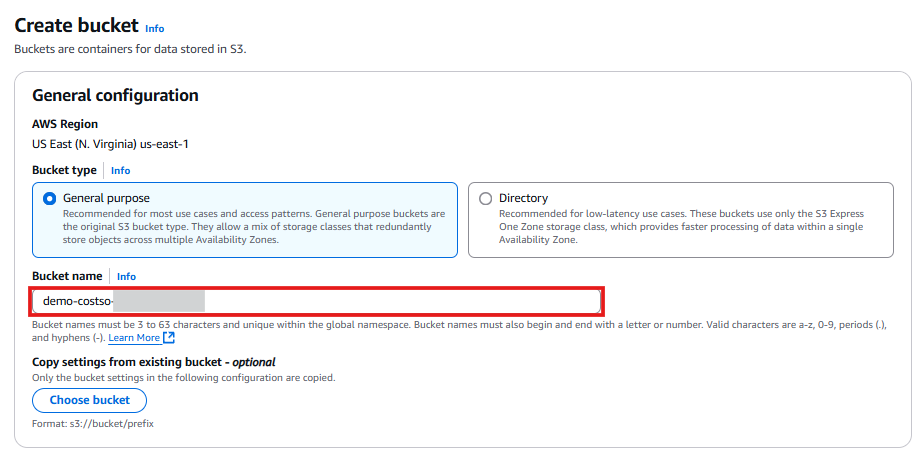 Create bucket Info
Buckets are containers for data stored in S3.
General configuration
AWS Region
US East (N. Virginia) us-east-1
Bucket type Info
General purpose
Recommended for most use cases and access patterns. General purpose buckets are
the original S3 bucket type. They allow a mix of storage classes that redundantly
store objects across multiple Availability Zones.
Directory
Recommended for low-latency use cases. These buckets use only the S3 Express
One Zone storage class, which provides faster processing of data within a single
Availability Zone.
Bucket name Info
demo-costso-
Bucket names must be 3 to 63 characters and unique within the global namespace. Bucket names must also begin and end with a letter or number. Valid characters are a-z, 0-9, periods (.),
and hyphens (-). Learn More
Copy settings from existing bucket - optional
Only the bucket settings in the following configuration are copied.
Choose bucket
Format: s3://bucket/prefix